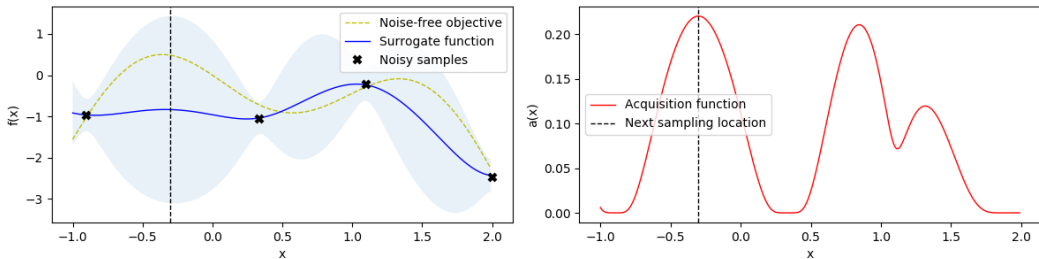 Noise-free objective
Surrogate function
Noisy samples
f(x)
1
0
−1
−2
−3
−1.0 −0.5 0.0 0.5 1.0 1.5 2.0
x
a(x)
0.20
0.15
0.10
0.05
0.00
Acquisition function
Next sampling location
−1.0 −0.5 0.0 0.5 1.0 1.5 2.0
x